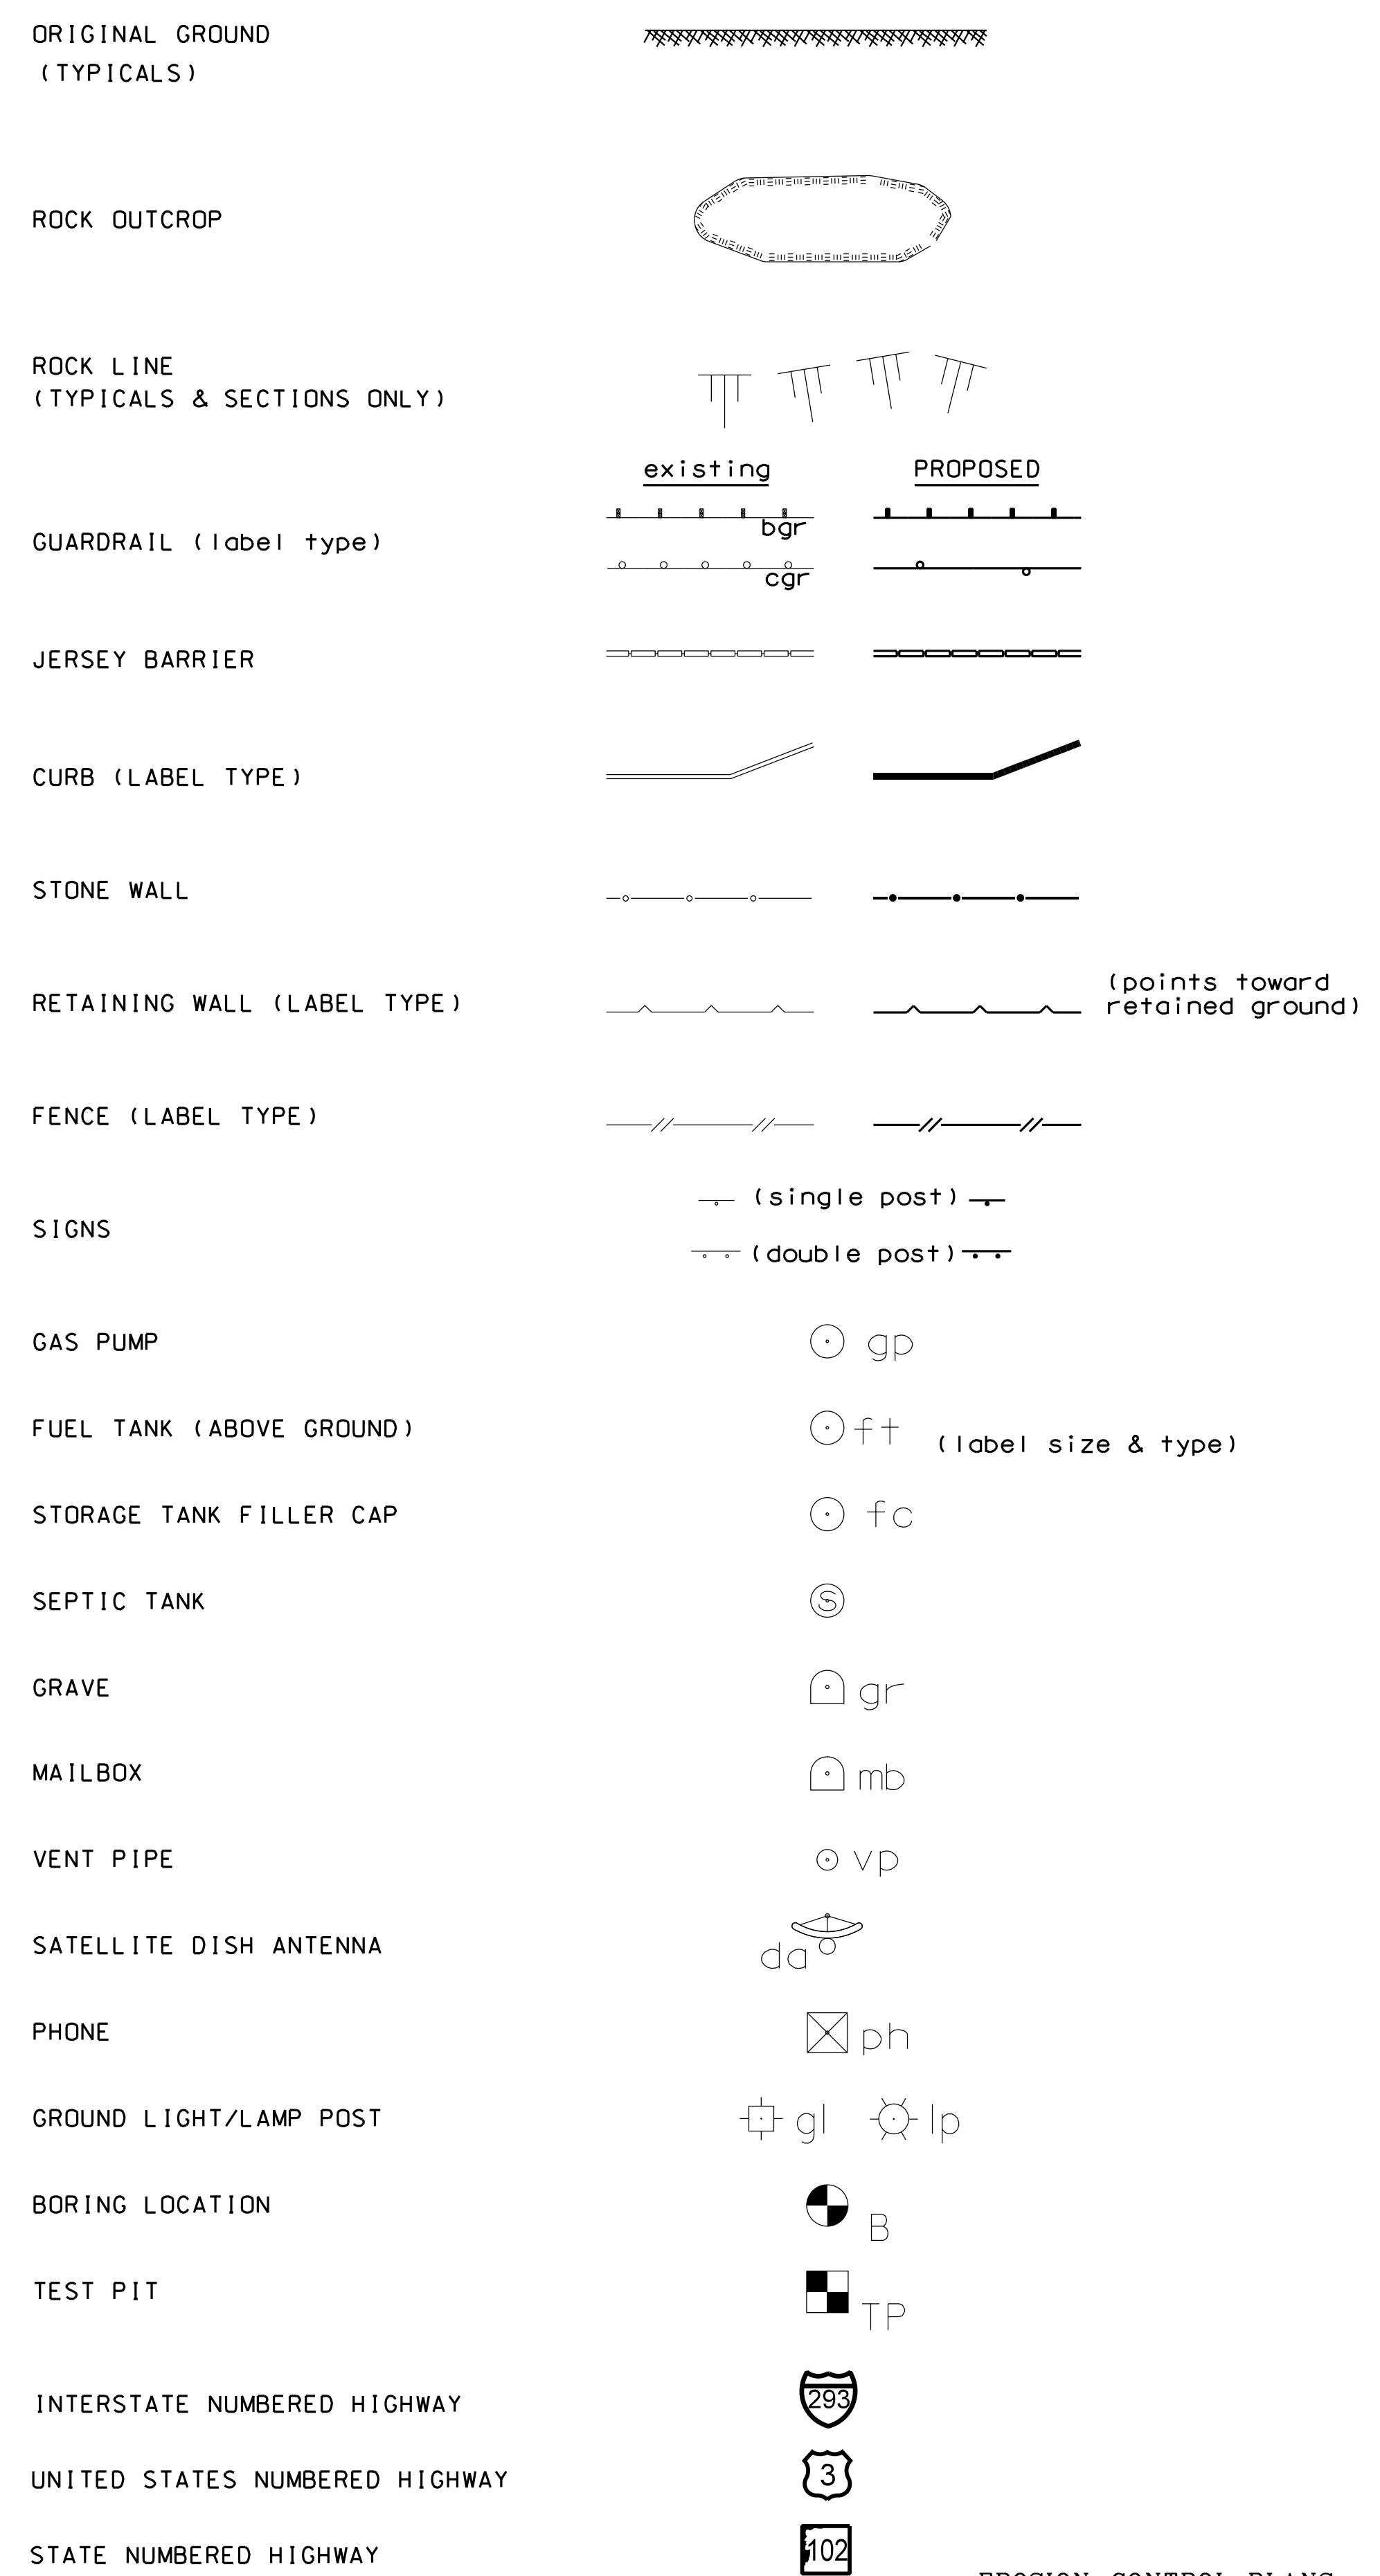 ORIGINAL GROUND
(TYPICALS)
ROCK OUTCROP
ROCK LINE
(TYPICALS & SECTIONS ONLY)
existing PROPOSED
bgr
GUARDRAIL (label type)
cgr
JERSEY BARRIER
CURB (LABEL TYPE)
STONE WALL
(points toward
RETAINING WALL (LABEL TYPE) retained ground)
FENCE (LABEL TYPE)
(single post)
SIGNS
(double post)
GAS PUMP gp
FUEL TANK (ABOVE GROUND) ft (label size & type)
STORAGE TANK FILLER CAP fc
SEPTIC TANK S
GRAVE gr
MAILBOX mb
VENT PIPE vp
SATELLITE DISH ANTENNA da
PHONE ph
GROUND LIGHT/LAMP POST gl lp
BORING LOCATION B
TEST PIT TP
INTERSTATE NUMBERED HIGHWAY 293
UNITED STATES NUMBERED HIGHWAY 3
STATE NUMBERED HIGHWAY 102
EROSION CONTROL PLANS